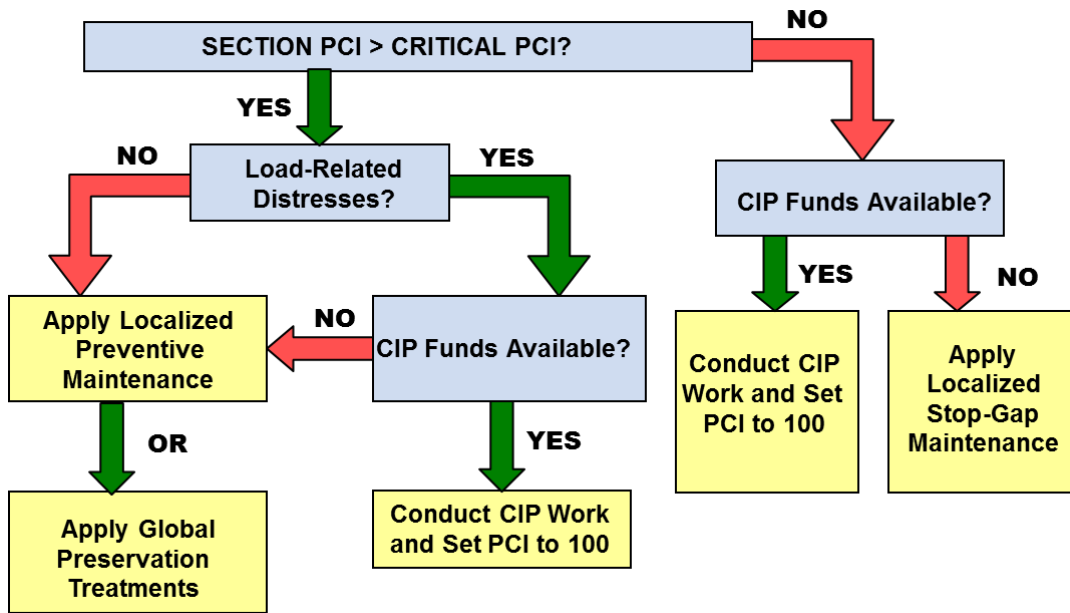 SECTION PCI > CRITICAL PCI?
NO
YES
NO
Load-Related
Distresses?
YES
CIP Funds Available?
YES
NO
Apply Localized
Preventive
Maintenance
NO
CIP Funds Available?
Conduct CIP
Work and Set
PCI to 100
Apply
Localized
Stop-Gap
Maintenance
OR
YES
Apply Global
Preservation
Treatments
Conduct CIP Work
and Set PCI to 100